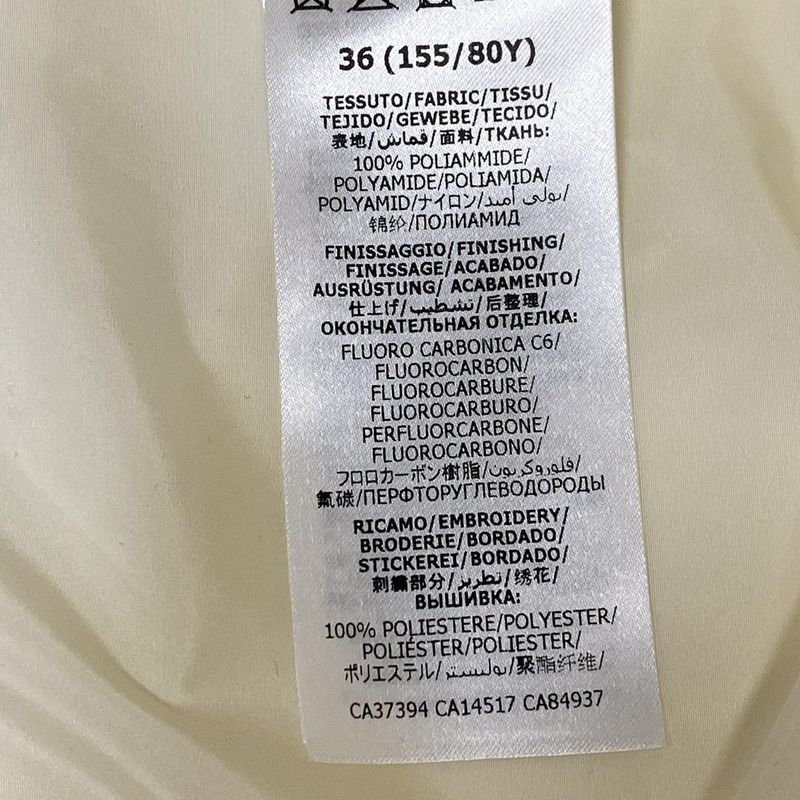 36 (155/80Y)
TESSUTO/FABRIC/TISSU/
TEJIDO/GEWEBE/TECIDO/
表地/قماش/面料/ТКАНЬ:
100% POLIAMMIDE/
POLYAMIDE/POLIAMIDA/
POLYAMID/ナイロン/بولي أميد/
锦纶/ПОЛИАМИД
FINISSAGGIO/FINISHING/
FINISSAGE/ACABADO/
AUSRÜSTUNG/ ACABAMENTO/
仕上げ/تشطيب/后整理/
ОКОНЧАТЕЛЬНАЯ ОТДЕЛКА:
FLUORO CARBONICA C6/
FLUOROCARBON/
FLUOROCARBURE/
FLUOROCARBURO/
PERFLUORCARBONE/
FLUOROCARBONO/
フロロカーボン樹脂/فلوروكربون/
氟碳/ПЕРФТОРУГЛЕВОДОРОДЫ
RICAMO/EMBROIDERY/
BRODERIE/BORDADO/
STICKEREI/BORDADO/
刺繍部分/تطريز/绣花/
ВЫШИВКА:
100% POLIESTERE/POLYESTER/
POLIÉSTER/POLIESTER/
ポリエステル/بوليستر/聚酯纤维/
CA37394 CA14517 CA84937